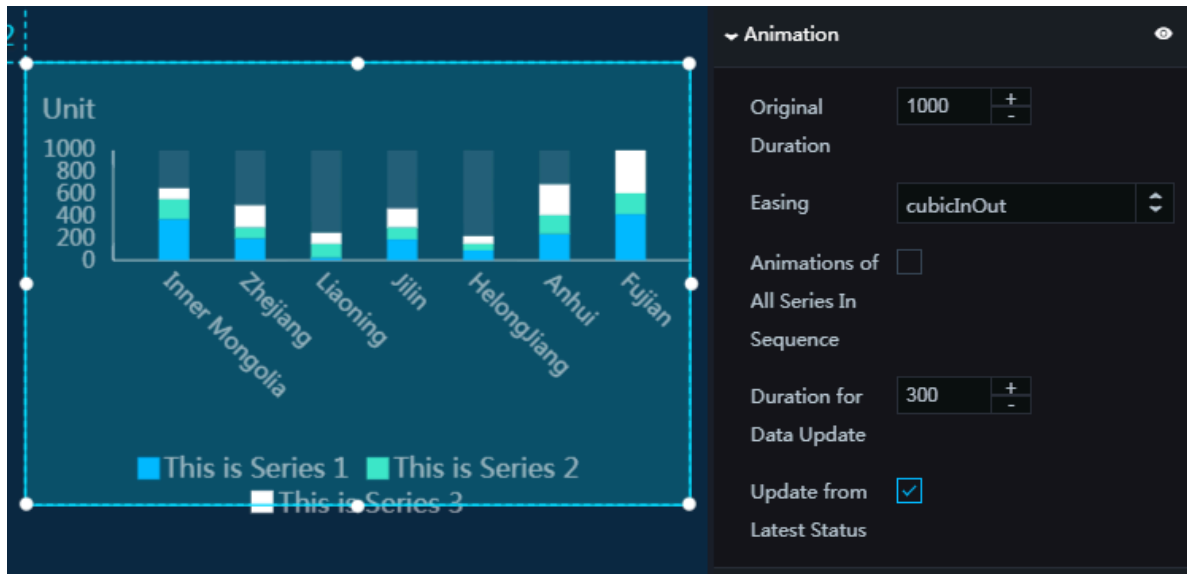 2
Unit
1000
800
600
400
200
0
Inner Mongolia
Zhejiang
Liaoning
Jilin
HelongJiang
Anhui
Fujian
This is Series 1 This is Series 2
This is Series 3
Animation
Original
Duration
1000
+
-
Easing
cubicInOut
Animations of
All Series In
Sequence
Duration for
Data Update
300
+
-
Update from
Latest Status